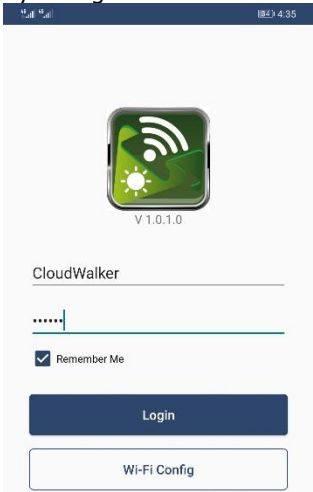 4:35
V 1.0.1.0
CloudWalker
••••••
Remember Me
Login
Wi-Fi Config